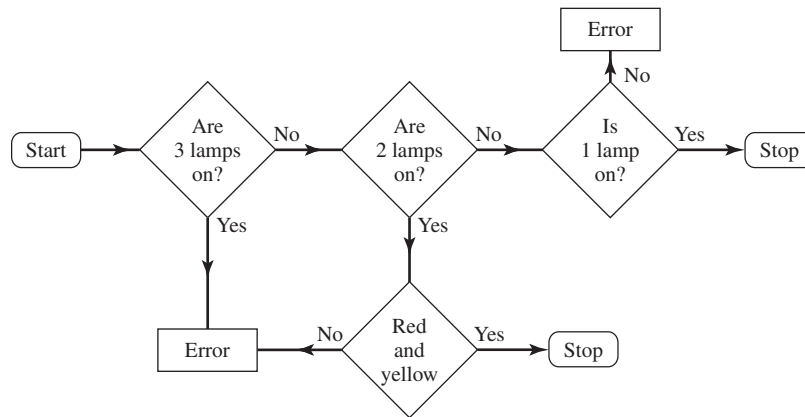 Error
No
Are
3 lamps
on?
Are
2 lamps
on?
Is
1 lamp
on?
Start
No
No
Yes
Stop
Yes
Yes
Error
No
Red
and
yellow
Yes
Stop